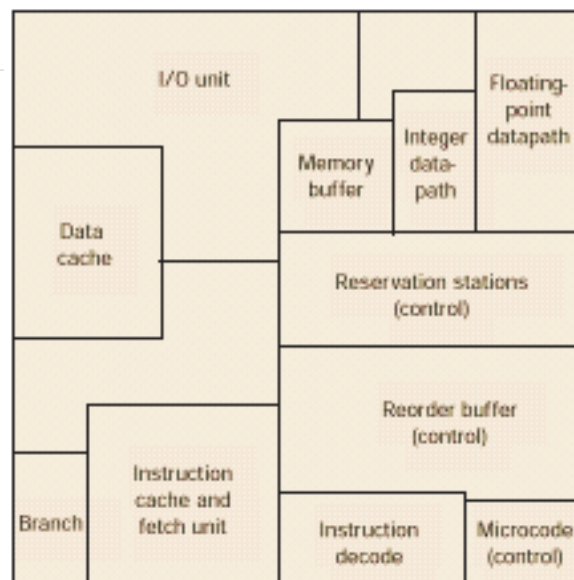 I/O unit
Floating-
point
datapath
Integer
data-
path
Memory
buffer
Data
cache
Reservation stations
(control)
Reorder buffer
(control)
Instruction
cache and
fetch unit
Branch
Instruction
decode
Microcode
(control)